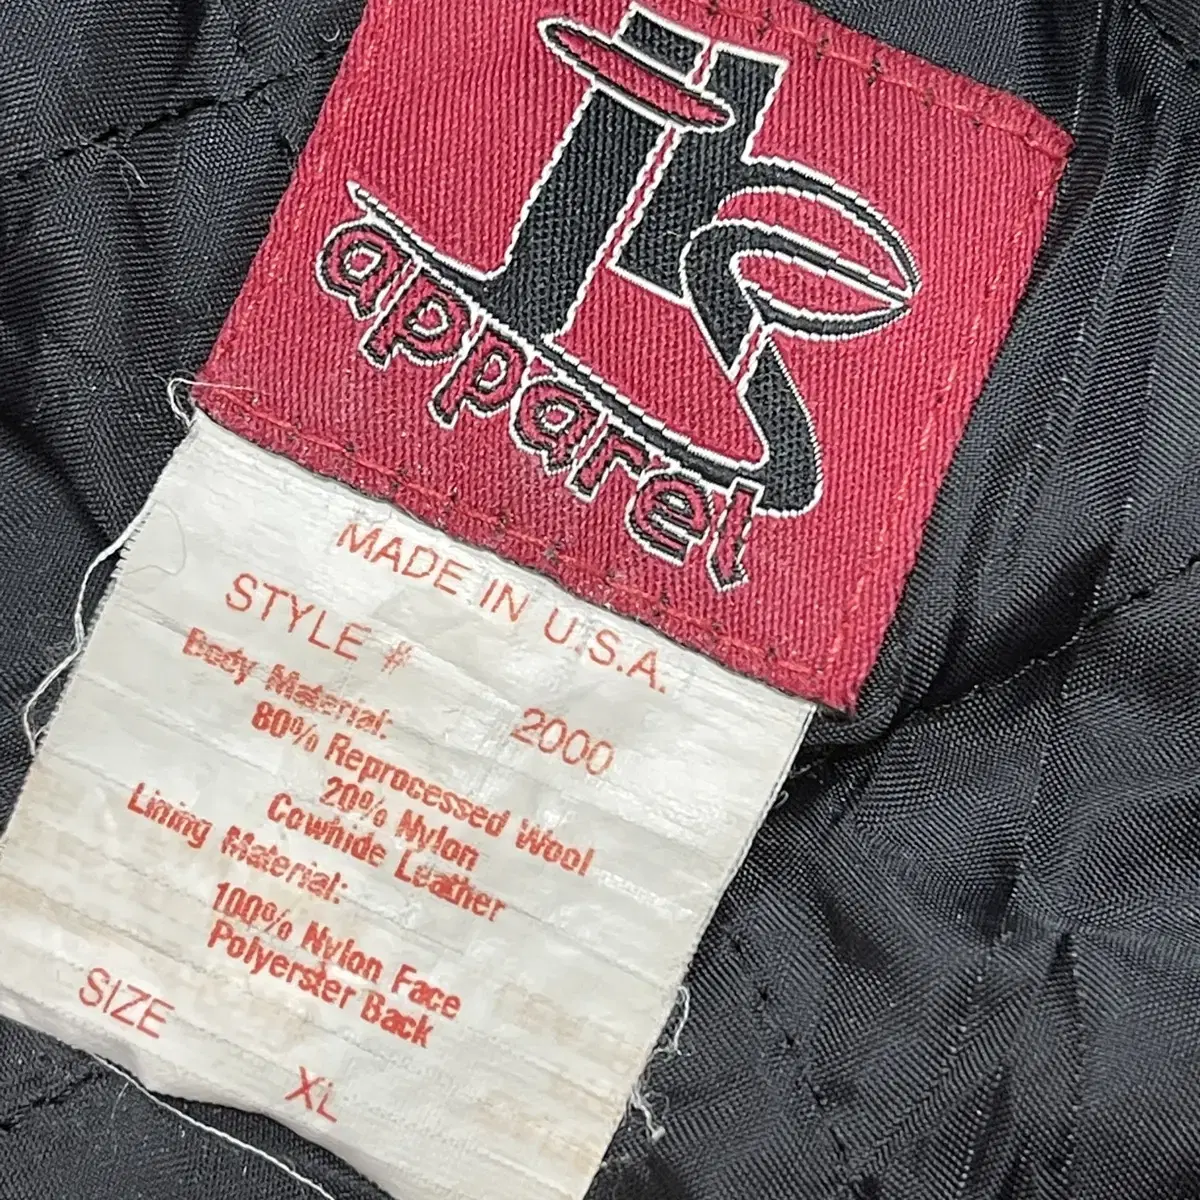 apparel
MADE IN U.S.A.
STYLE # 2000
Body Material:
80% Reprocessed Wool
20% Nylon
Cowhide Leather
Lining Material:
100% Nylon Face
Polyerster Back
SIZE XL